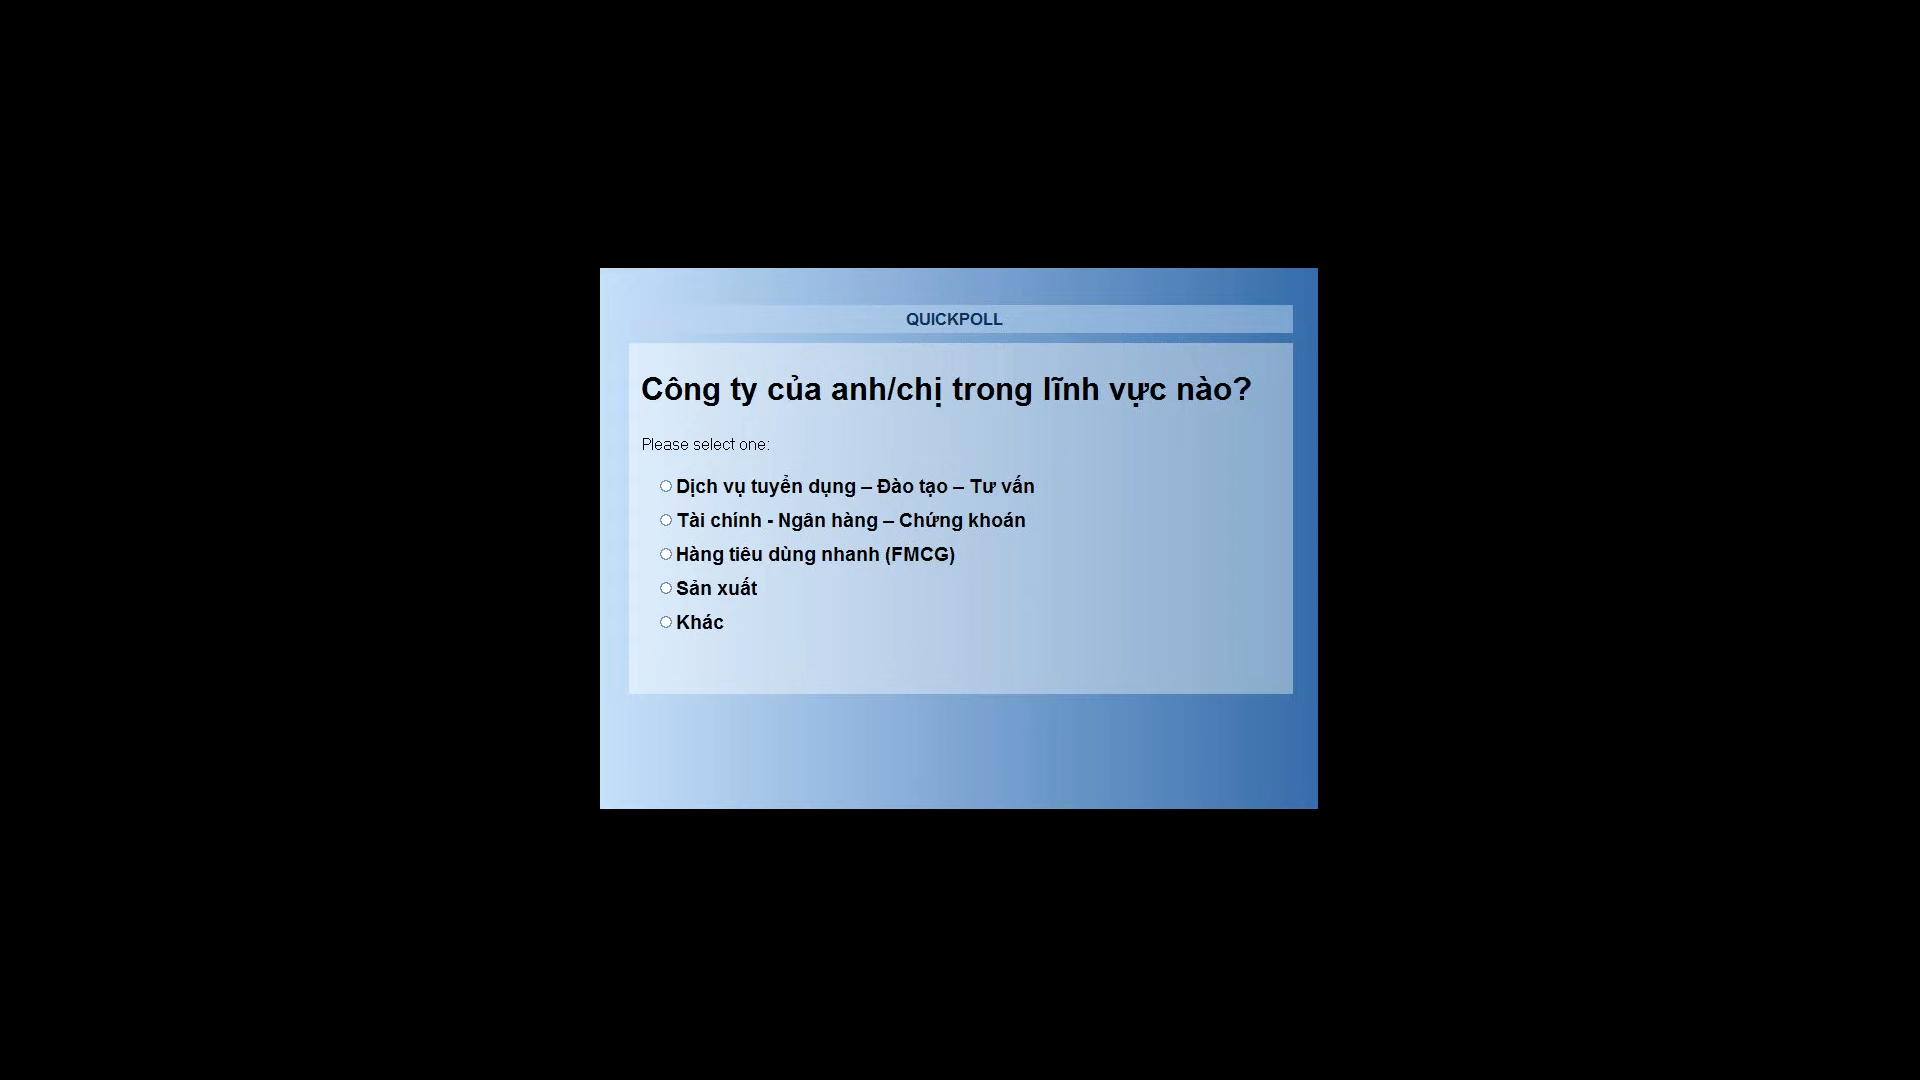 QUICKPOLL
Công ty của anh/chị trong lĩnh vực nào?
Please select one:
Dịch vụ tuyển dụng – Đào tạo – Tư vấn
Tài chính - Ngân hàng – Chứng khoán
Hàng tiêu dùng nhanh (FMCG)
Sản xuất
Khác